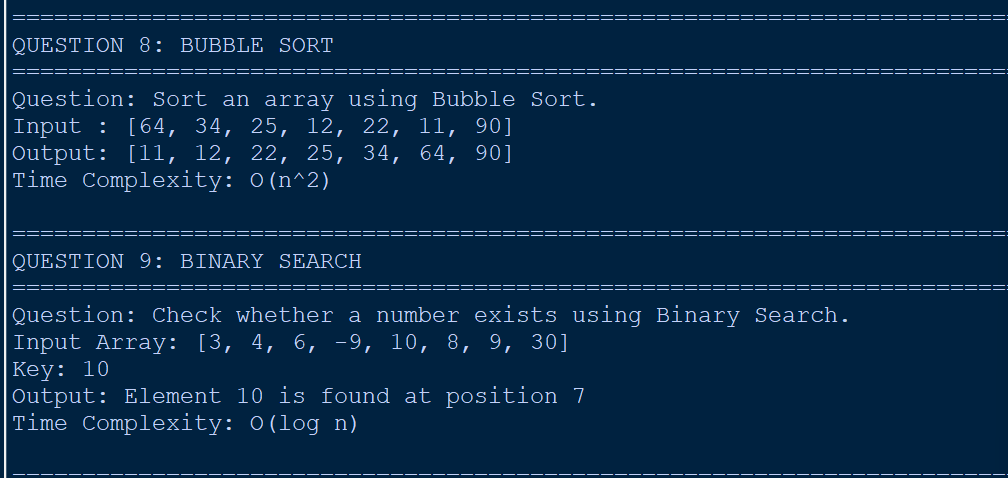 ========================================================================
QUESTION 8: BUBBLE SORT
========================================================================
Question: Sort an array using Bubble Sort.
Input : [64, 34, 25, 12, 22, 11, 90]
Output: [11, 12, 22, 25, 34, 64, 90]
Time Complexity: O(n^2)
========================================================================
QUESTION 9: BINARY SEARCH
========================================================================
Question: Check whether a number exists using Binary Search.
Input Array: [3, 4, 6, -9, 10, 8, 9, 30]
Key: 10
Output: Element 10 is found at position 7
Time Complexity: O(log n)
========================================================================